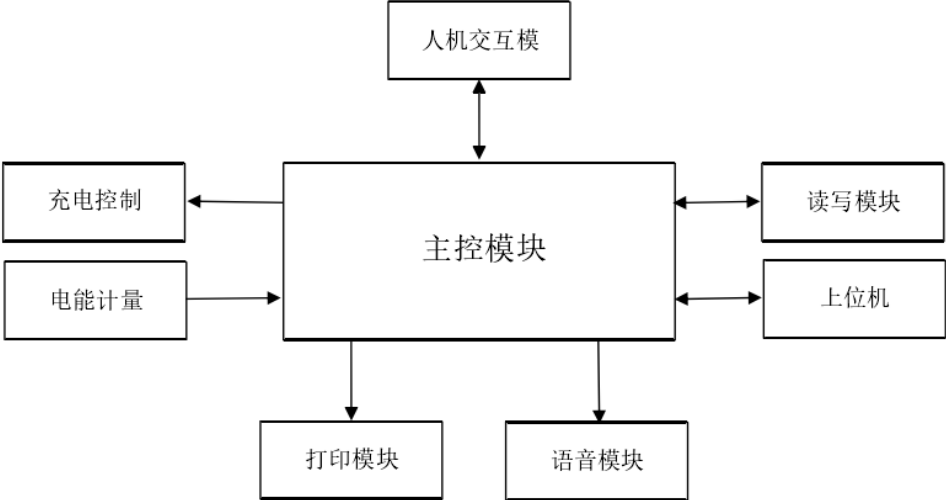 人机交互模
充电控制
主控模块
读写模块
电能计量
上位机
打印模块
语音模块